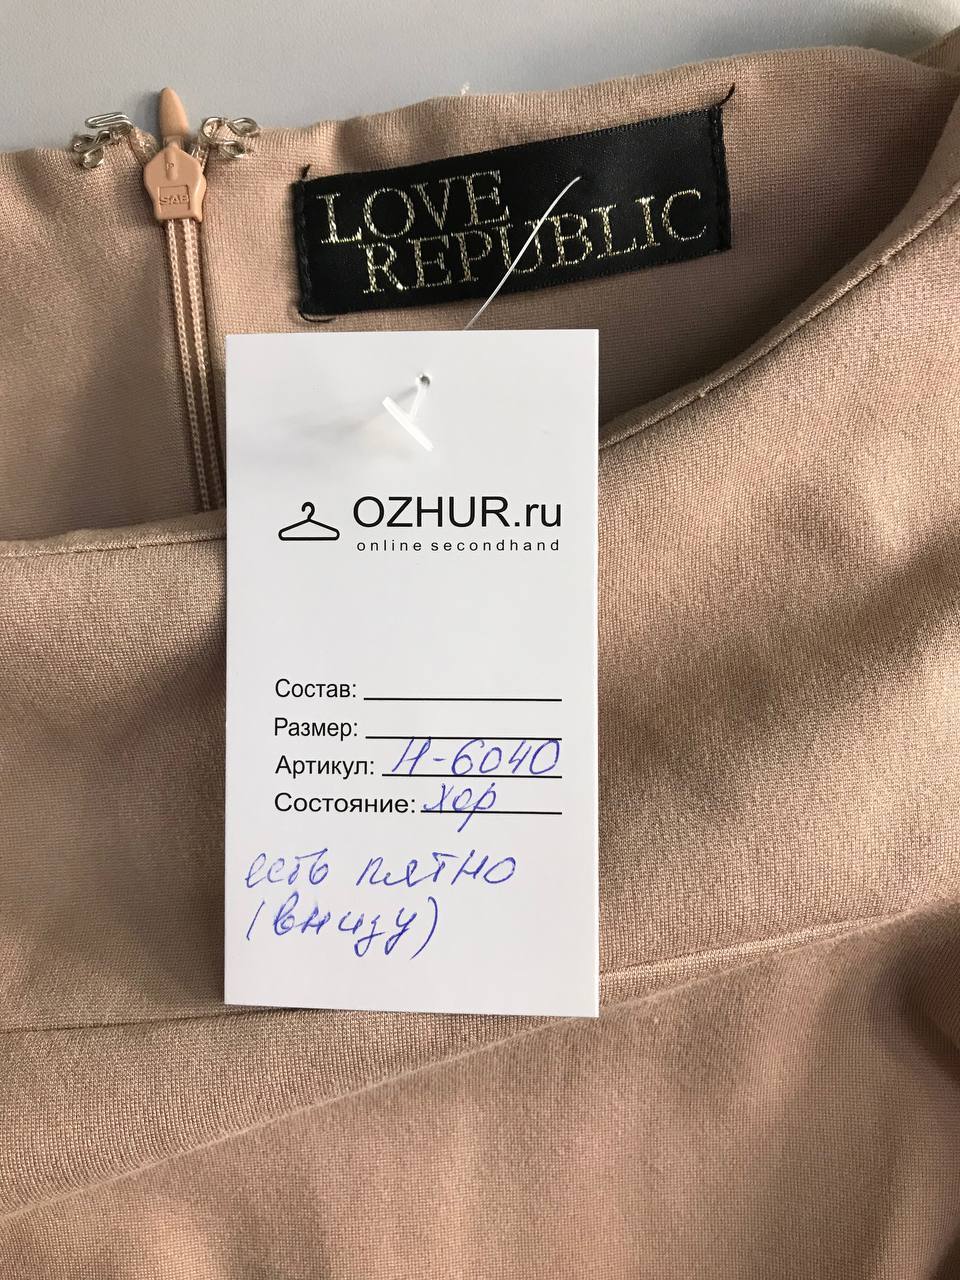 LOVE
REPUBLIC
SAB
OZHUR.ru
online secondhand
Состав:
Размер:
Артикул: Н-6040
Состояние: хор
есть пятно
(внизу)